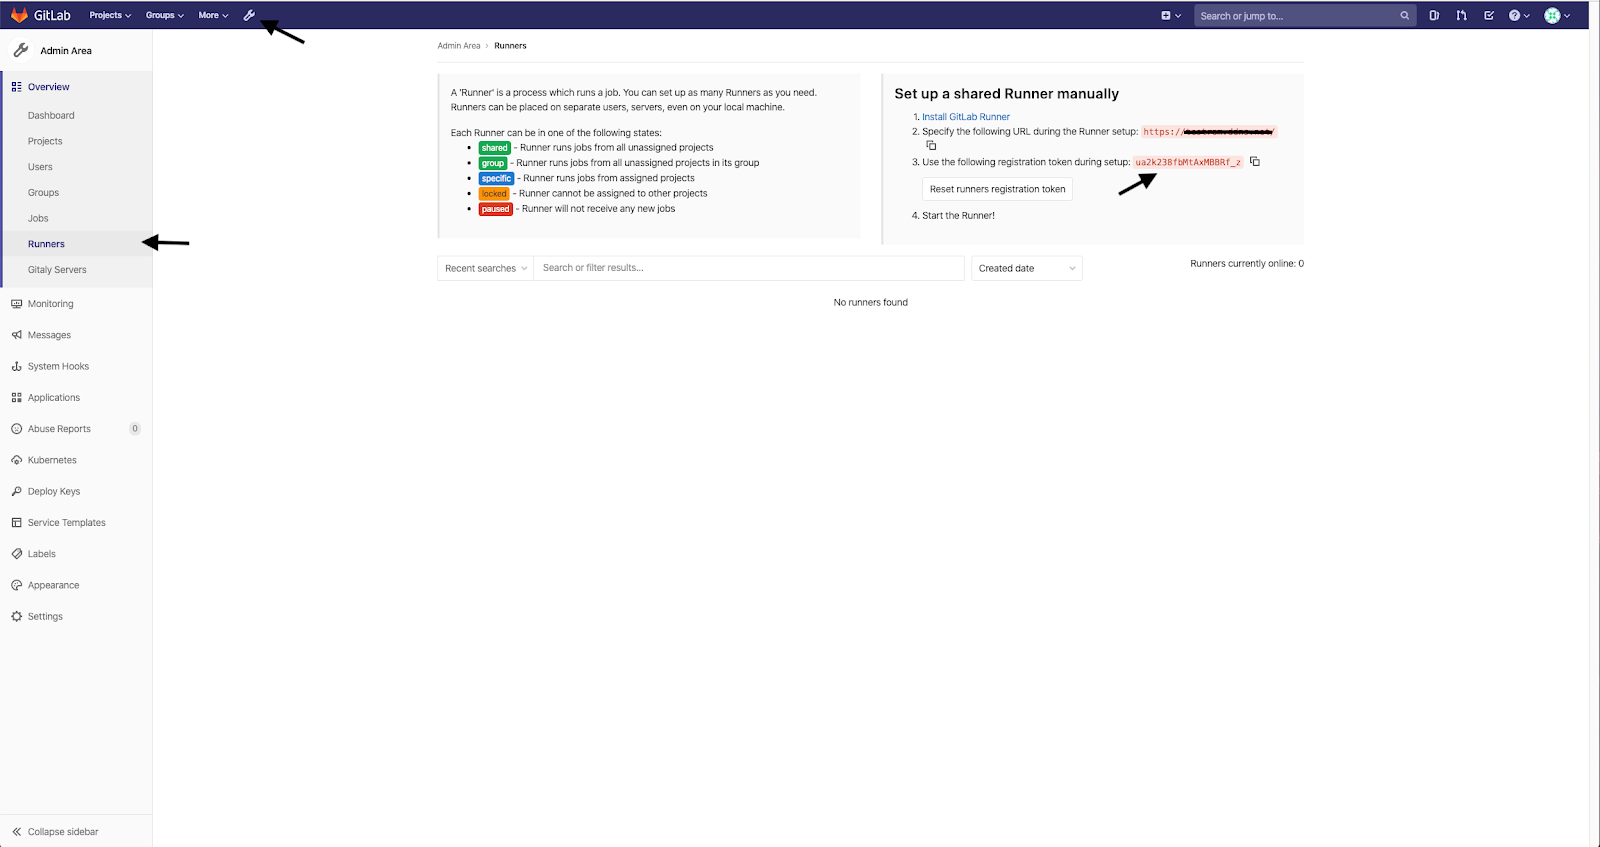 GitLab Projects Groups More Search or jump to...
Admin Area
Overview
Dashboard
Projects
Users
Groups
Jobs
Runners
Gitaly Servers
Monitoring
Messages
System Hooks
Applications
Abuse Reports 0
Kubernetes
Deploy Keys
Service Templates
Labels
Appearance
Settings
Collapse sidebar
Admin Area > Runners
A 'Runner' is a process which runs a job. You can set up as many Runners as you need.
Runners can be placed on separate users, servers, even on your local machine.
Each Runner can be in one of the following states:
• shared - Runner runs jobs from all unassigned projects
• group - Runner runs jobs from all unassigned projects in its group
• specific - Runner runs jobs from assigned projects
• locked - Runner cannot be assigned to other projects
• paused - Runner will not receive any new jobs
Set up a shared Runner manually
1. Install GitLab Runner
2. Specify the following URL during the Runner setup: https://
3. Use the following registration token during setup: ua2k238fbMtAxMBBRf_z
Reset runners registration token
4. Start the Runner!
Recent searches Search or filter results... Created date
Runners currently online: 0
No runners found